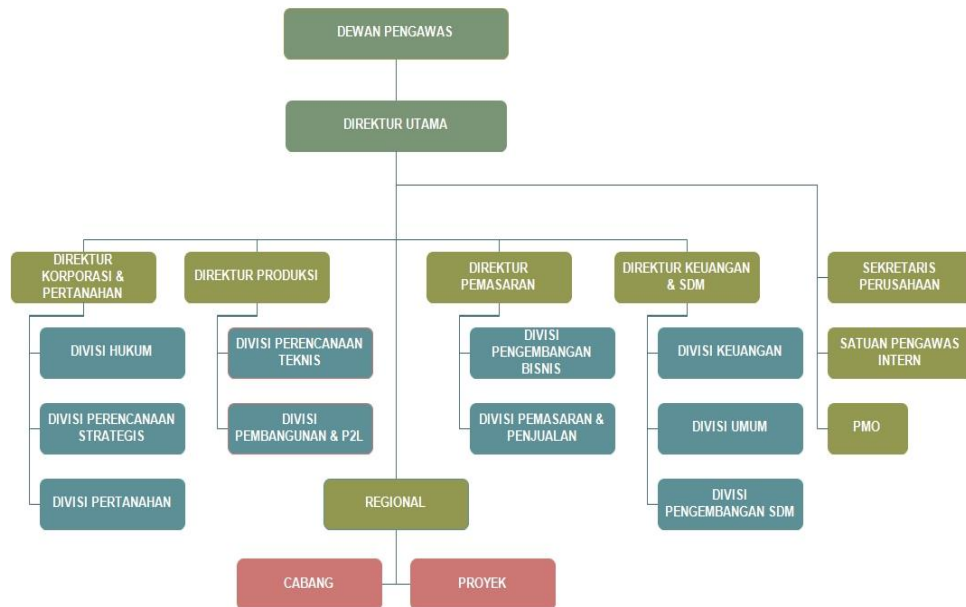 DEWAN PENGAWAS
DIREKTUR UTAMA
DIREKTUR
KORPORASI &
PERTANAHAN
DIREKTUR PRODUKSI
DIREKTUR
PEMASARAN
DIREKTUR KEUANGAN
& SDM
SEKRETARIS
PERUSAHAAN
DIVISI HUKUM
DIVISI PERENCANAAN
TEKNIS
DIVISI
PENGEMBANGAN
BISNIS
DIVISI KEUANGAN
SATUAN PENGAWAS
INTERN
DIVISI PERENCANAAN
STRATEGIS
DIVISI
PEMBANGUNAN & P2L
DIVISI PEMASARAN &
PENJUALAN
DIVISI UMUM
PMO
DIVISI PERTANAHAN
REGIONAL
DIVISI
PENGEMBANGAN SDM
CABANG
PROYEK